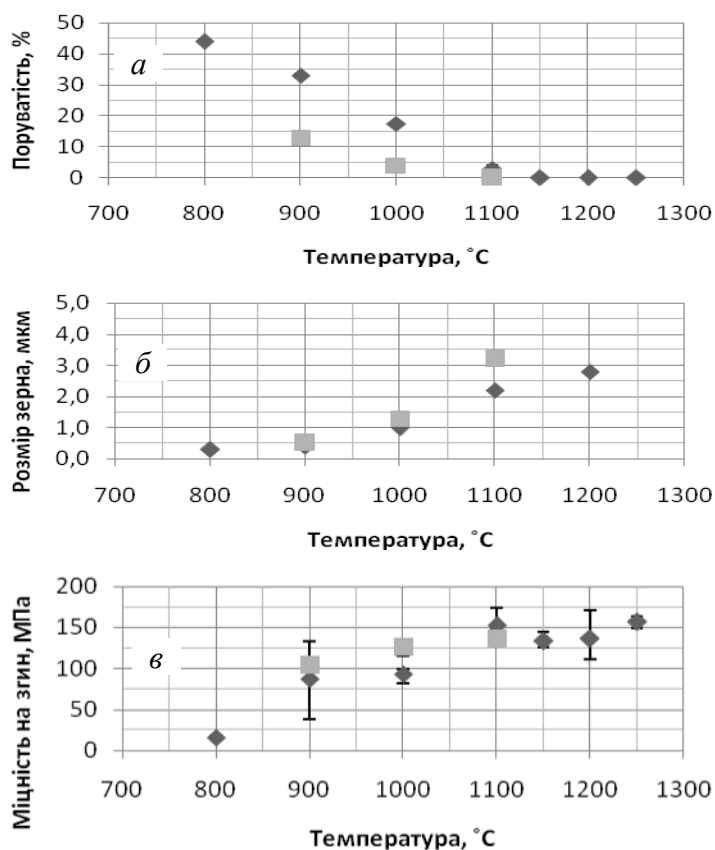 Поруватість, %
50
40
30
20
10
0
а
700 800 900 1000 1100 1200 1300
Температура, ˚С
Розмір зерна, мкм
5,0
4,0
3,0
2,0
1,0
0,0
б
700 800 900 1000 1100 1200 1300
Температура, ˚С
Міцність на згин, МПа
200
150
100
50
0
в
700 800 900 1000 1100 1200 1300
Температура, ˚С